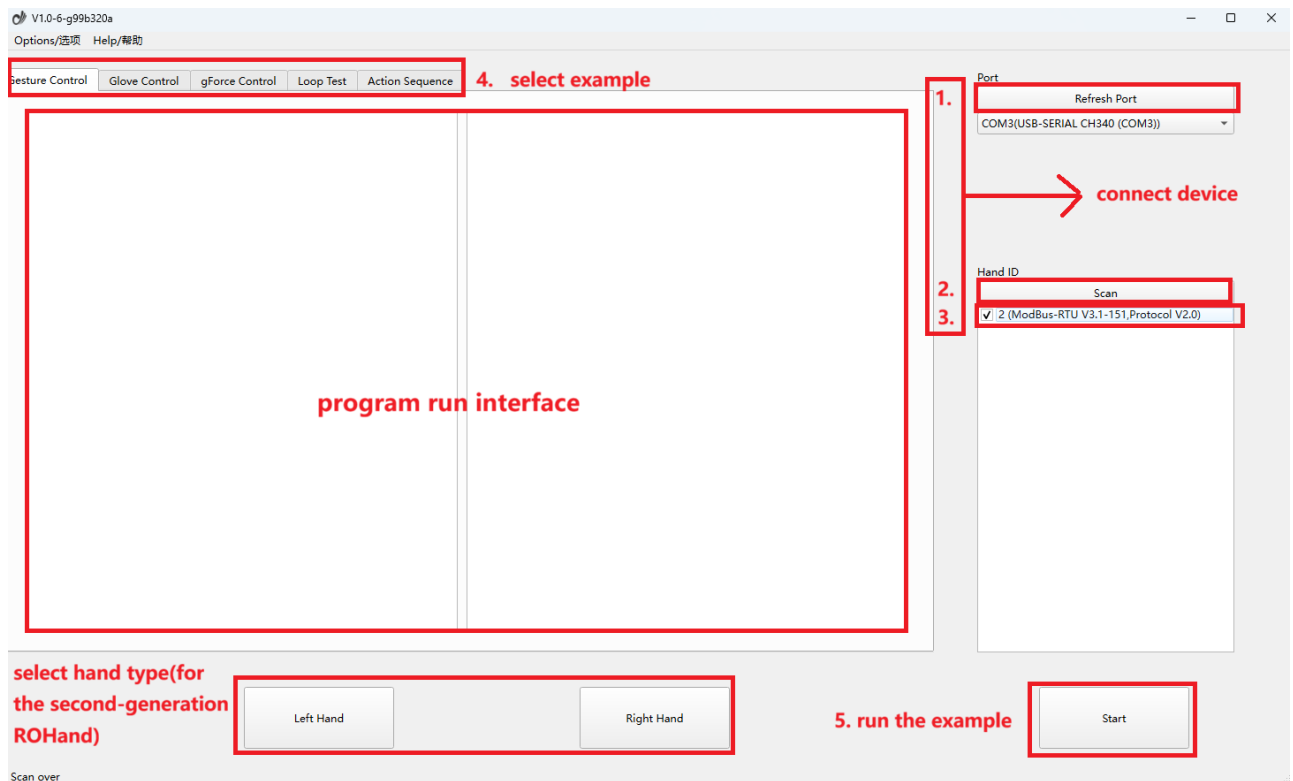 V1.0-6-g99b320a
Options/选项 Help/帮助
Gesture Control Glove Control gForce Control Loop Test Action Sequence
4. select example
Port
1.
Refresh Port
COM3(USB-SERIAL CH340 (COM3))
connect device
Hand ID
2.
Scan
3.
2 (ModBus-RTU V3.1-151,Protocol V2.0)
program run interface
select hand type(for
the second-generation
ROHand)
Left Hand
Right Hand
5. run the example
Start
Scan over